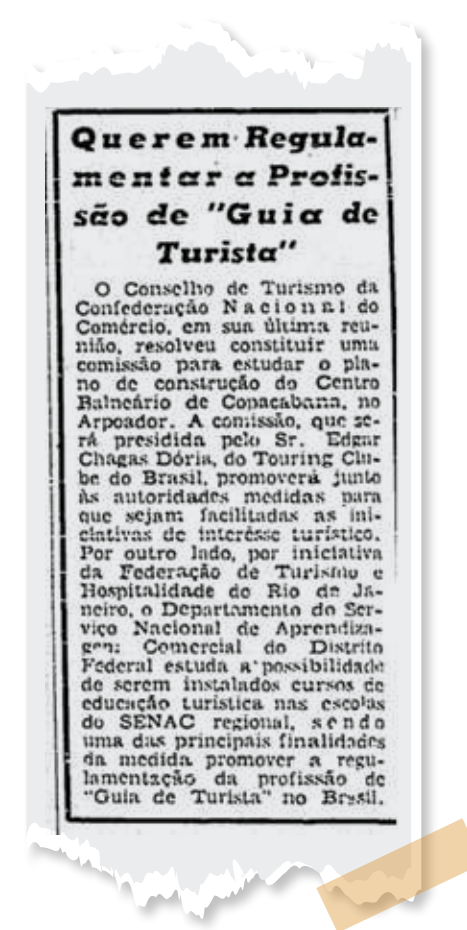 Querem Regula-
mentar a Profis-
são de "Guia de
Turista"
O Conselho de Turismo da
Confederação Nacional do
Comércio, em sua última reu-
nião, resolveu constituir uma
comissão para estudar o pla-
no de construção do Centro
Balneário de Copacabana, no
Arpoador. A comissão, que se-
rá presidida pelo Sr. Edgar
Chagas Dória, do Touring Clu-
be do Brasil, promoverá junto
às autoridades medidas para
que sejam facilitadas as ini-
ciativas de interêsse turístico.
Por outro lado, por iniciativa
da Federação de Turismo e
Hospitalidade do Rio de Ja-
neiro, o Departamento do Ser-
viço Nacional de Aprendiza-
gem Comercial do Distrito
Federal estuda a possibilidade
de serem instalados cursos de
educação turística nas escolas
do SENAC regional, sendo
uma das principais finalidades
da medida promover a regu-
lamentação da profissão de
"Guia de Turista" no Brasil.